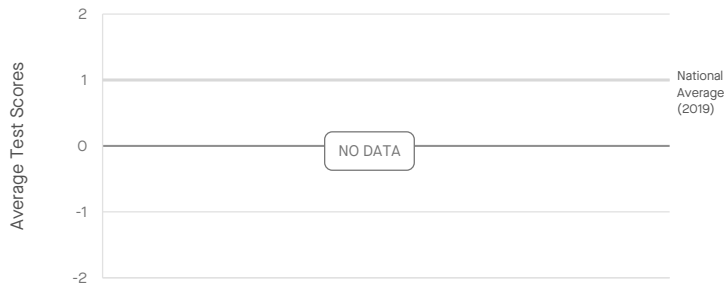 Average Test Scores
2
1
National
Average
(2019)
0
NO DATA
-1
-2